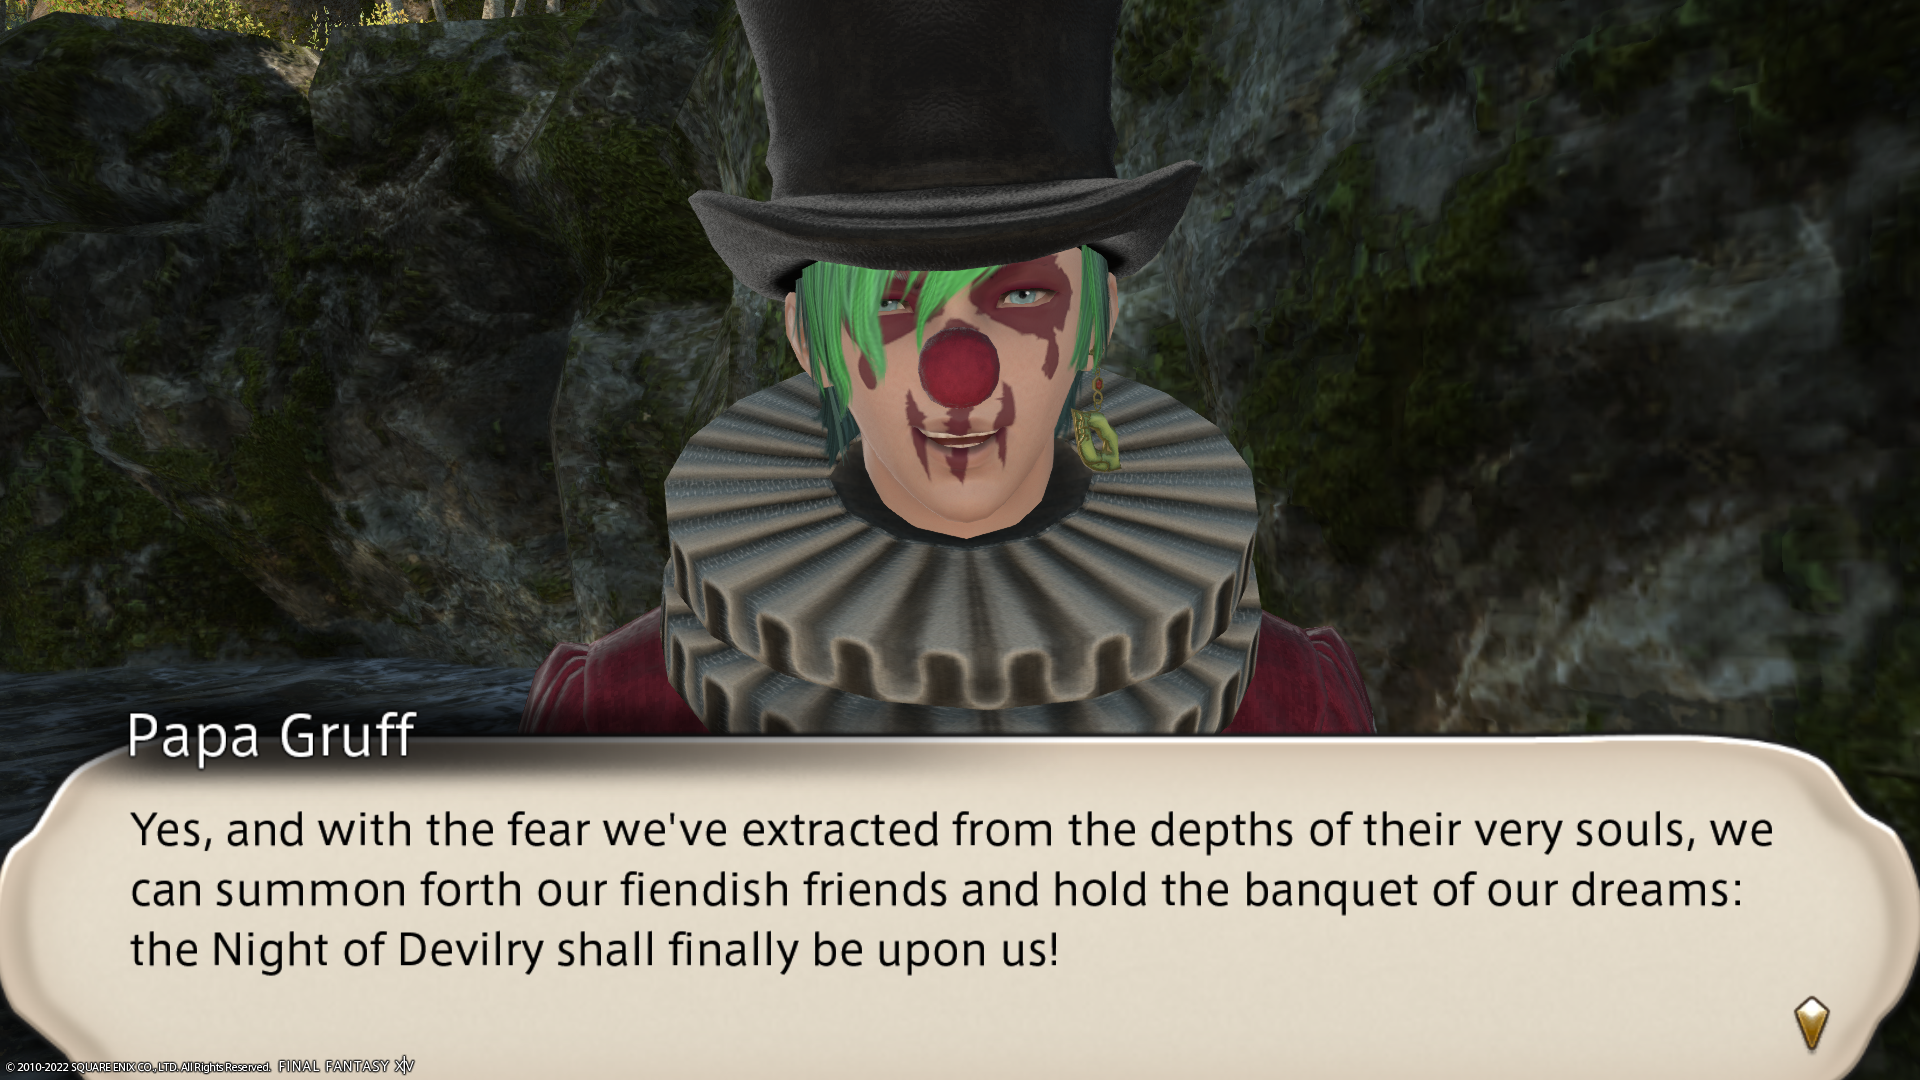 Papa Gruff
Yes, and with the fear we've extracted from the depths of their very souls, we
can summon forth our fiendish friends and hold the banquet of our dreams:
the Night of Devilry shall finally be upon us!
© 2010-2022 SQUARE ENIX CO., LTD. All Rights Reserved. FINAL FANTASY XIV